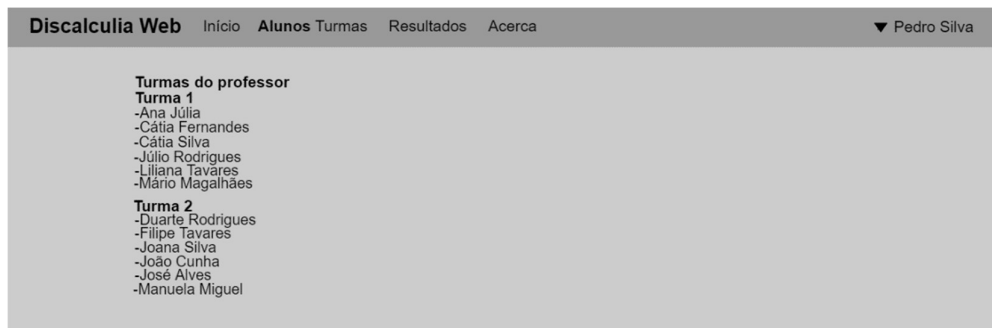 Discalculia Web Início Alunos Turmas Resultados Acerca ▼ Pedro Silva
Turmas do professor
Turma 1
-Ana Júlia
-Cátia Fernandes
-Cátia Silva
-Júlio Rodrigues
-Liliana Tavares
-Mário Magalhães
Turma 2
-Duarte Rodrigues
-Filipe Tavares
-Joana Silva
-João Cunha
-José Alves
-Manuela Miguel